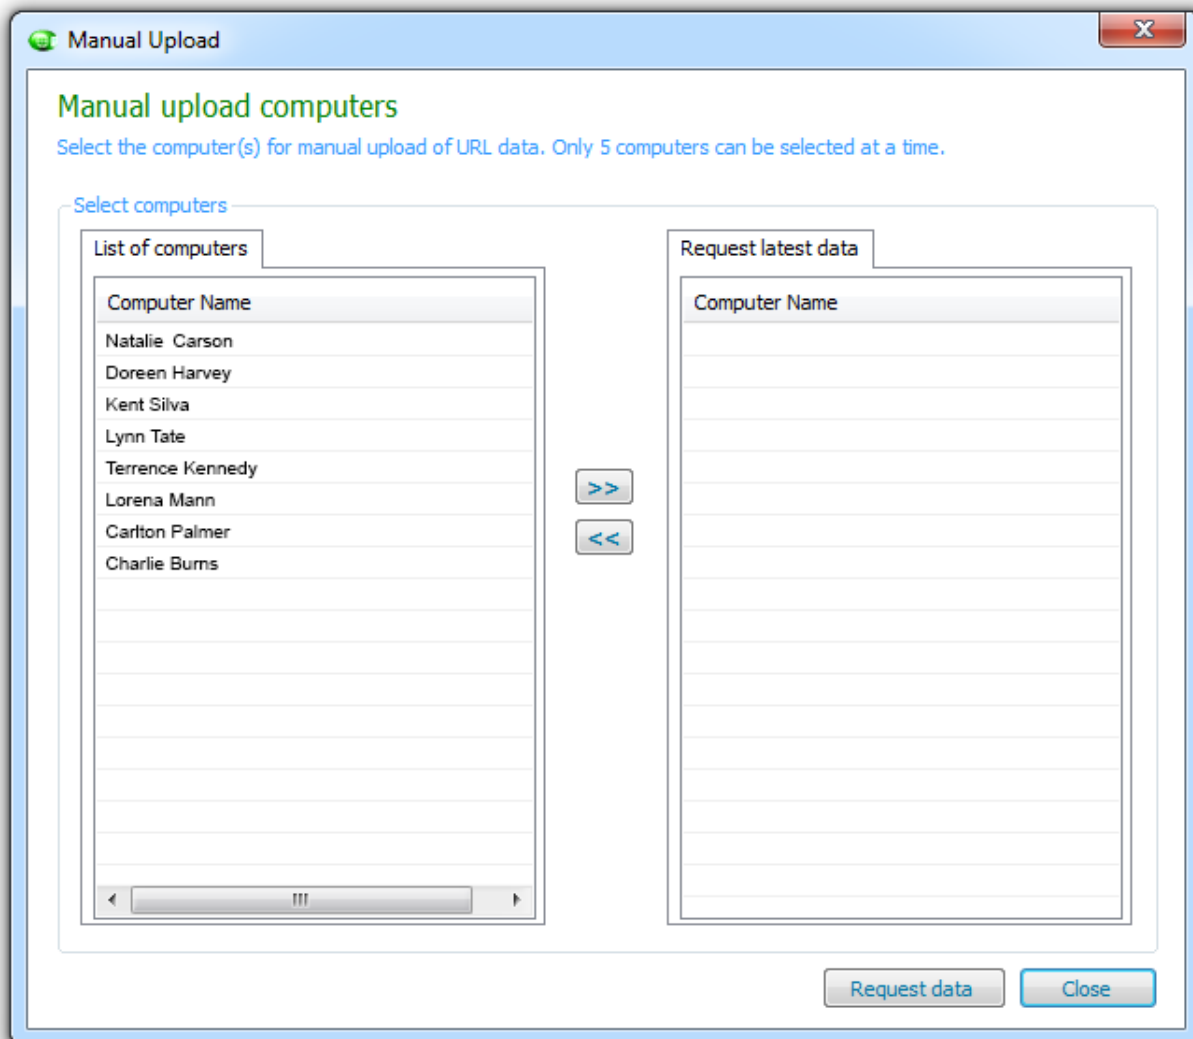 Manual Upload
X
Manual upload computers
Select the computer(s) for manual upload of URL data. Only 5 computers can be selected at a time.
Select computers
List of computers
Computer Name
Natalie Carson
Doreen Harvey
Kent Silva
Lynn Tate
Terrence Kennedy
Lorena Mann
Carlton Palmer
Charlie Burns
>>
<<
Request latest data
Computer Name
Request data
Close